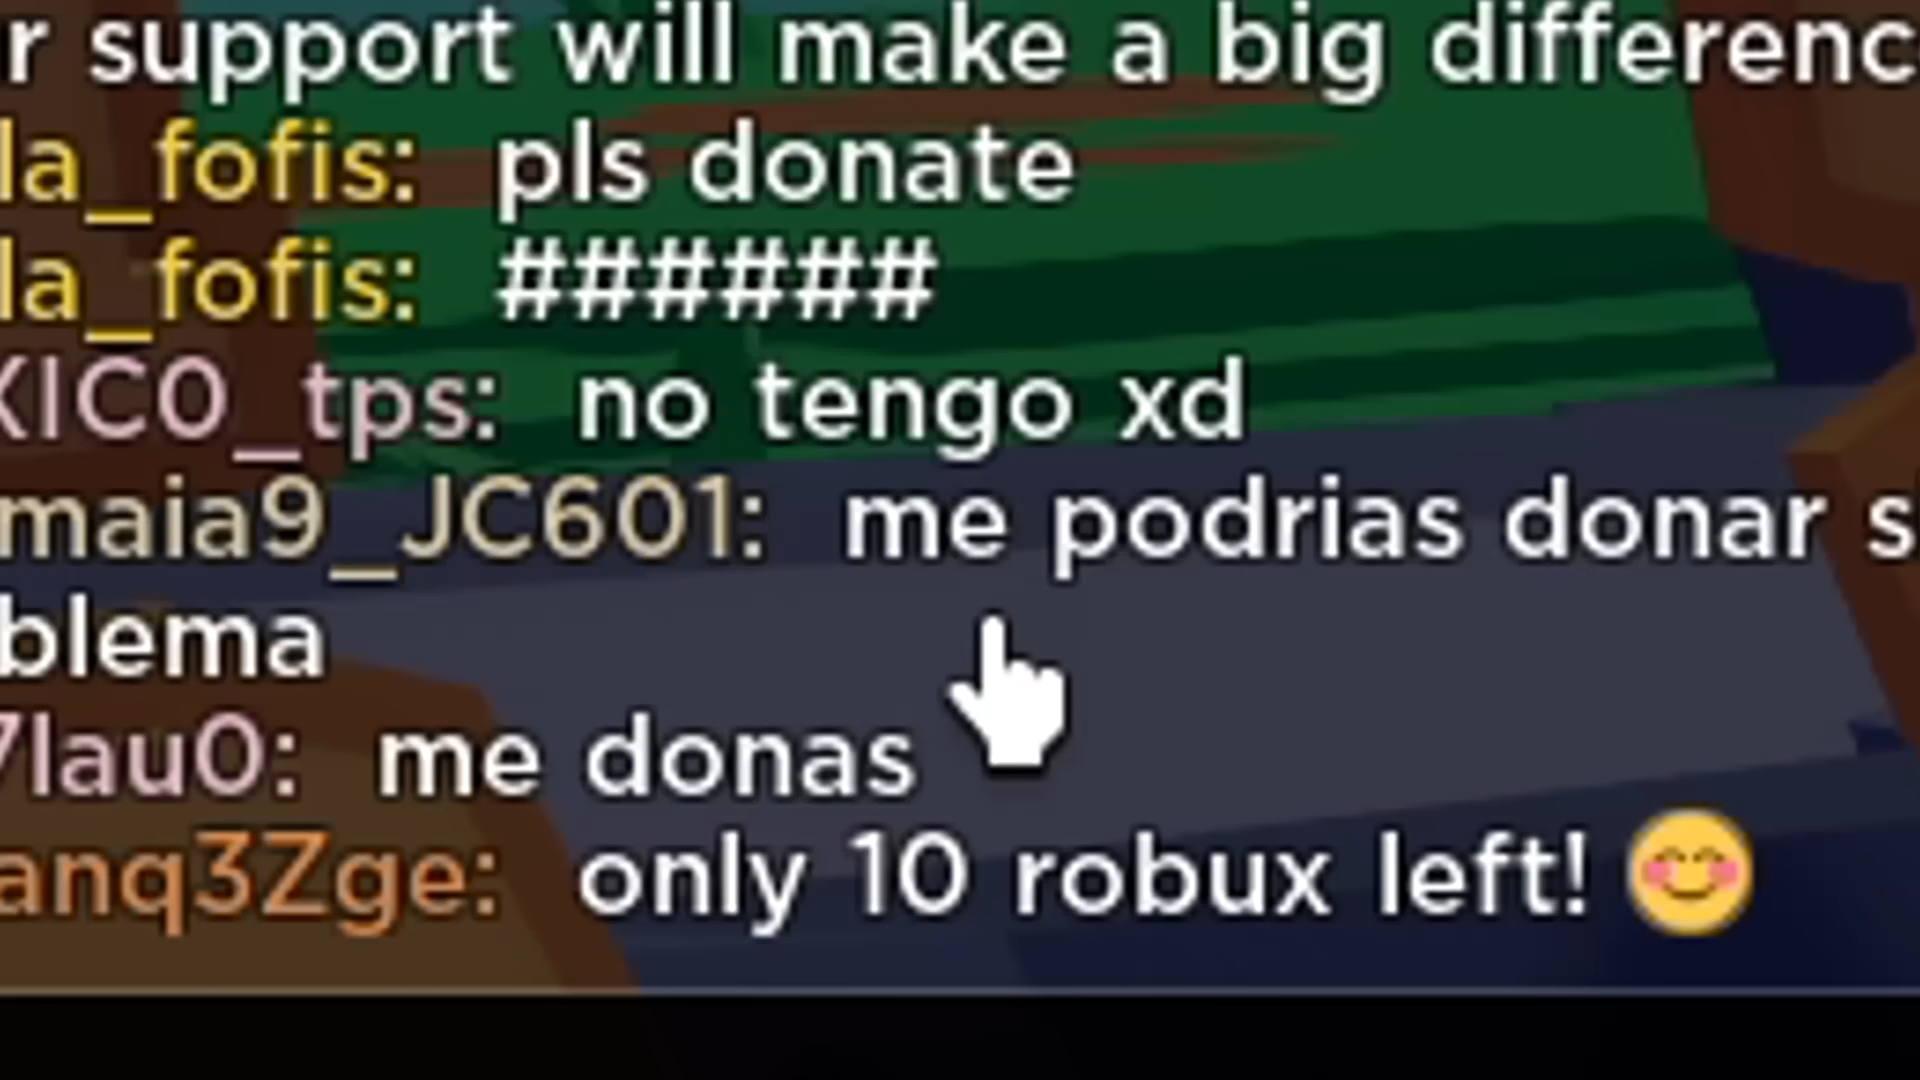 r support will make a big differenc
la_fofis: pls donate
la_fofis: ######
XIC0_tps: no tengo xd
maia9_JC601: me podrias donar s
blema
7lau0: me donas
anq3Zge: only 10 robux left! 😊